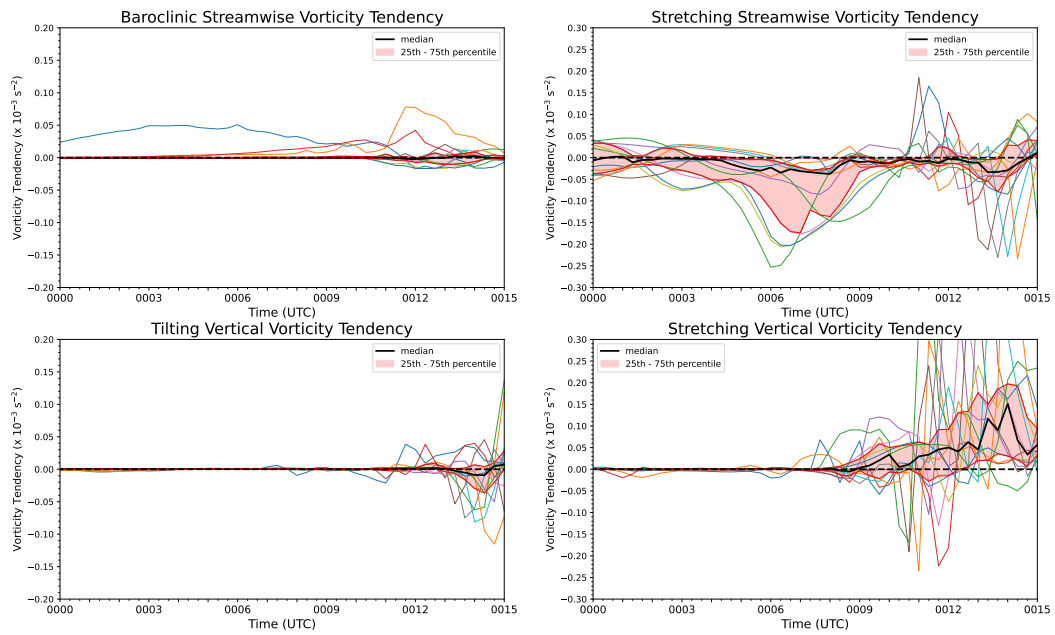 Baroclinic Streamwise Vorticity Tendency
0.20
0.15
0.10
0.05
0.00
−0.05
−0.10
−0.15
−0.20
Vorticity Tendency (x 10⁻³ s⁻²)
median
25th - 75th percentile
0000 0003 0006 0009 0012 0015
Time (UTC)
Stretching Streamwise Vorticity Tendency
0.30
0.25
0.20
0.15
0.10
0.05
0.00
−0.05
−0.10
−0.15
−0.20
−0.25
−0.30
Vorticity Tendency (x 10⁻³ s⁻²)
median
25th - 75th percentile
0000 0003 0006 0009 0012 0015
Time (UTC)
Tilting Vertical Vorticity Tendency
0.20
0.15
0.10
0.05
0.00
−0.05
−0.10
−0.15
−0.20
Vorticity Tendency (x 10⁻³ s⁻²)
median
25th - 75th percentile
0000 0003 0006 0009 0012 0015
Time (UTC)
Stretching Vertical Vorticity Tendency
0.30
0.25
0.20
0.15
0.10
0.05
0.00
−0.05
−0.10
−0.15
−0.20
−0.25
−0.30
Vorticity Tendency (x 10⁻³ s⁻²)
median
25th - 75th percentile
0000 0003 0006 0009 0012 0015
Time (UTC)